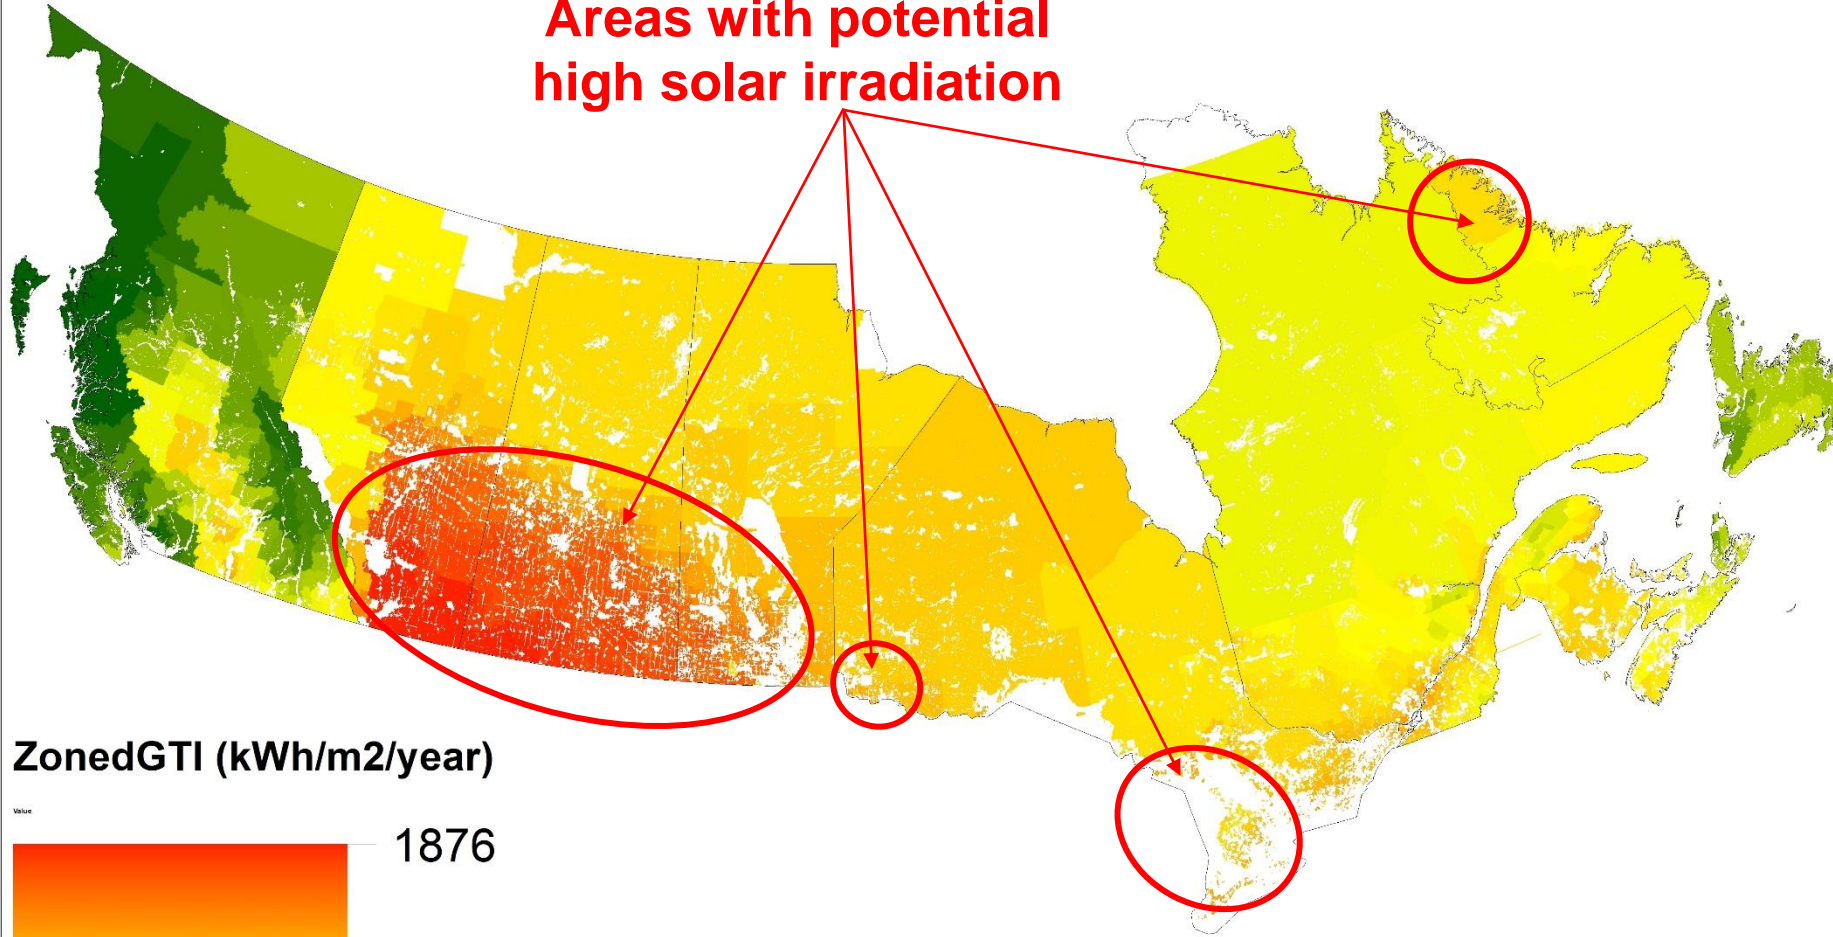 Areas with potential
high solar irradiation
ZonedGTI (kWh/m2/year)
Value
1876